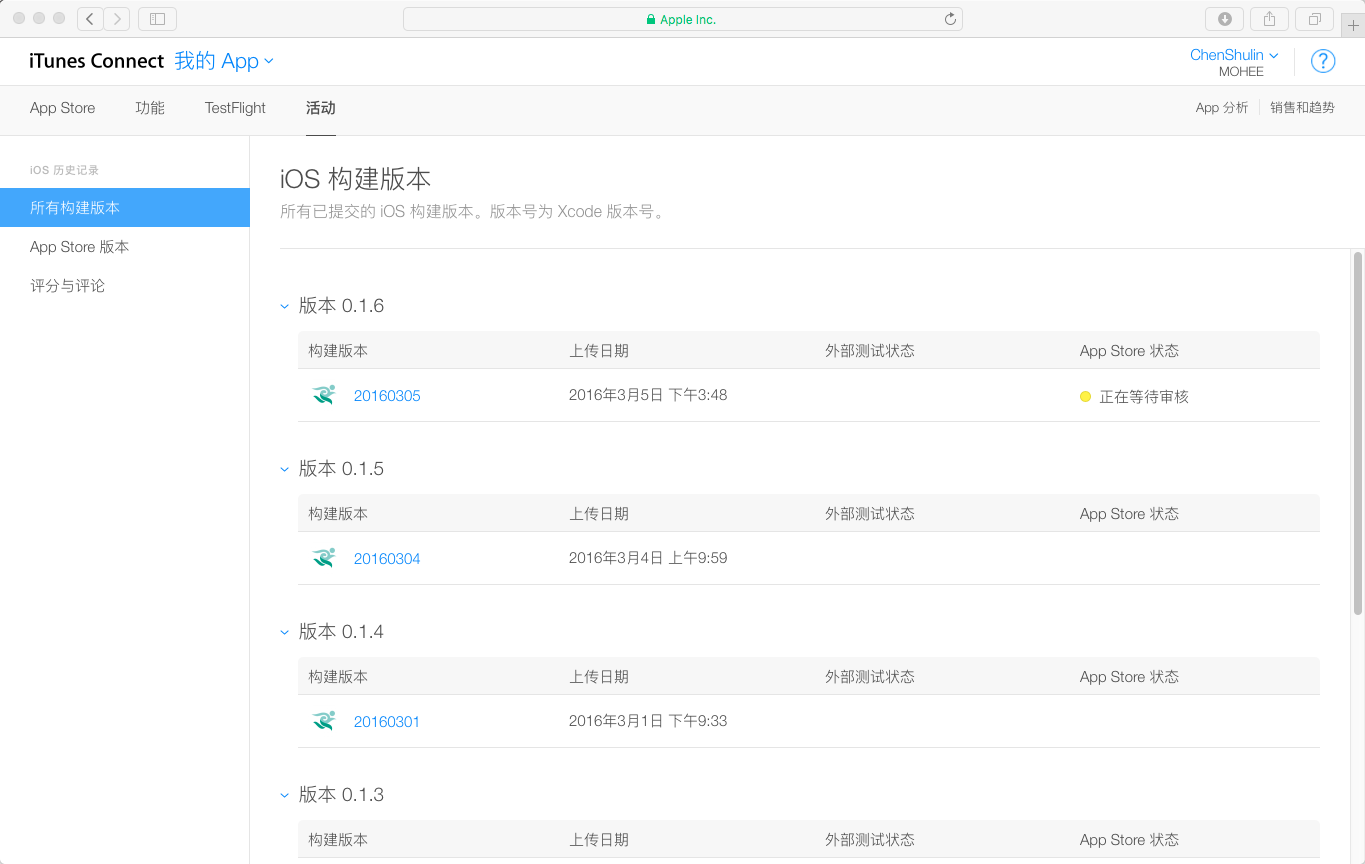 Apple Inc.
iTunes Connect 我的 App
ChenShulin
MOHEE
?
App Store 功能 TestFlight 活动
App 分析 销售和趋势
iOS 历史记录
所有构建版本
App Store 版本
评分与评论
iOS 构建版本
所有已提交的 iOS 构建版本。版本号为 Xcode 版本号。
版本 0.1.6
构建版本 上传日期 外部测试状态 App Store 状态
20160305 2016年3月5日 下午3:48 正在等待审核
版本 0.1.5
构建版本 上传日期 外部测试状态 App Store 状态
20160304 2016年3月4日 上午9:59
版本 0.1.4
构建版本 上传日期 外部测试状态 App Store 状态
20160301 2016年3月1日 下午9:33
版本 0.1.3
构建版本 上传日期 外部测试状态 App Store 状态